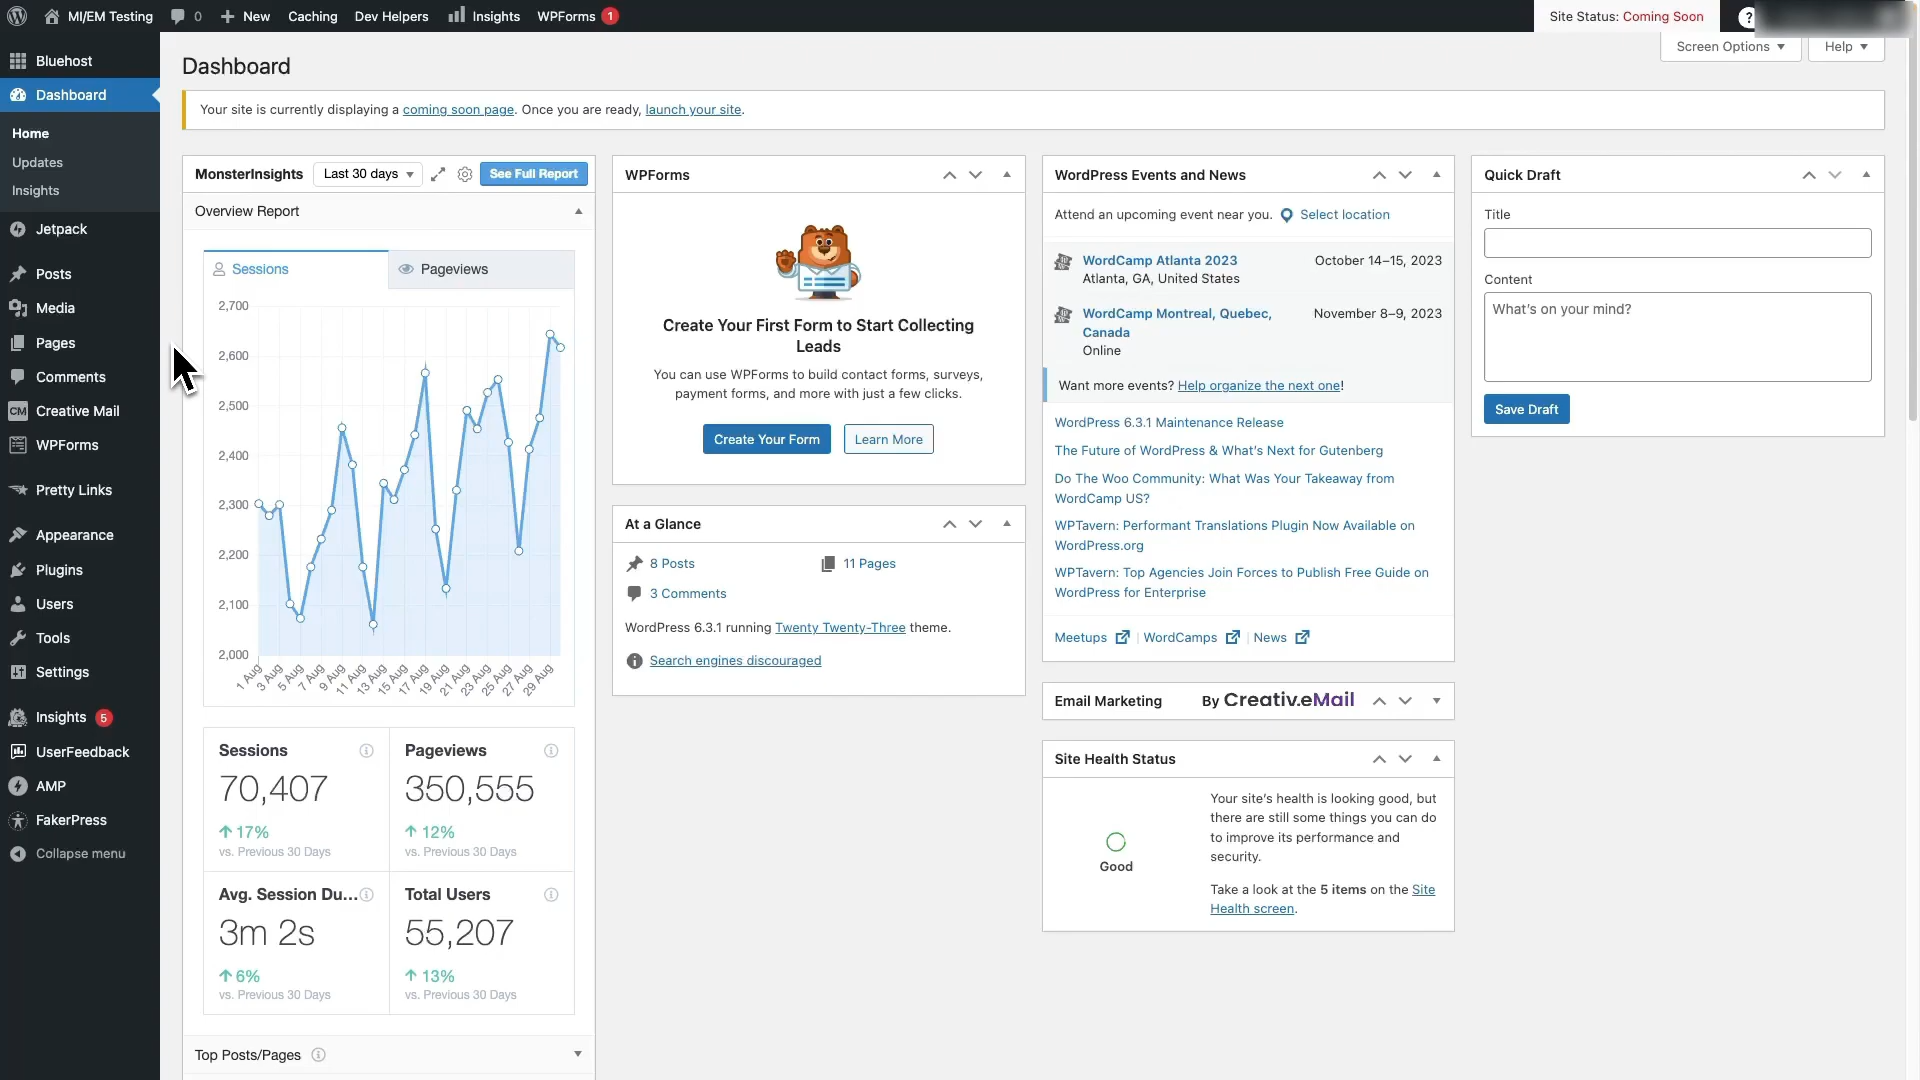 MI/EM Testing 0 New Caching Dev Helpers Insights WPForms 1 Site Status: Coming Soon ?
Screen Options Help
Bluehost
Dashboard
Home
Updates
Insights
Jetpack
Posts
Media
Pages
Comments
CM Creative Mail
WPForms
Pretty Links
Appearance
Plugins
Users
Tools
Settings
Insights 5
UserFeedback
AMP
FakerPress
Collapse menu
Dashboard
Your site is currently displaying a coming soon page. Once you are ready, launch your site.
MonsterInsights Last 30 days See Full Report
Overview Report
Sessions Pageviews
2,700
2,600
2,500
2,400
2,300
2,200
2,100
2,000
1 Aug 3 Aug 5 Aug 7 Aug 9 Aug 11 Aug 13 Aug 15 Aug 17 Aug 19 Aug 21 Aug 23 Aug 25 Aug 27 Aug 29 Aug
Sessions
70,407
17%
vs. Previous 30 Days
Pageviews
350,555
12%
vs. Previous 30 Days
Avg. Session Du...
3m 2s
6%
vs. Previous 30 Days
Total Users
55,207
13%
vs. Previous 30 Days
Top Posts/Pages
WPForms
Create Your First Form to Start Collecting
Leads
You can use WPForms to build contact forms, surveys,
payment forms, and more with just a few clicks.
Create Your Form Learn More
At a Glance
8 Posts 11 Pages
3 Comments
WordPress 6.3.1 running Twenty Twenty-Three theme.
Search engines discouraged
WordPress Events and News
Attend an upcoming event near you. Select location
WordCamp Atlanta 2023 October 14–15, 2023
Atlanta, GA, United States
WordCamp Montreal, Quebec, November 8–9, 2023
Canada
Online
Want more events? Help organize the next one!
WordPress 6.3.1 Maintenance Release
The Future of WordPress & What's Next for Gutenberg
Do The Woo Community: What Was Your Takeaway from
WordCamp US?
WPTavern: Performant Translations Plugin Now Available on
WordPress.org
WPTavern: Top Agencies Join Forces to Publish Free Guide on
WordPress for Enterprise
Meetups | WordCamps | News
Email Marketing By Creativ.eMail
Site Health Status
Good
Your site's health is looking good, but
there are still some things you can do
to improve its performance and
security.
Take a look at the 5 items on the Site
Health screen.
Quick Draft
Title
Content
What's on your mind?
Save Draft